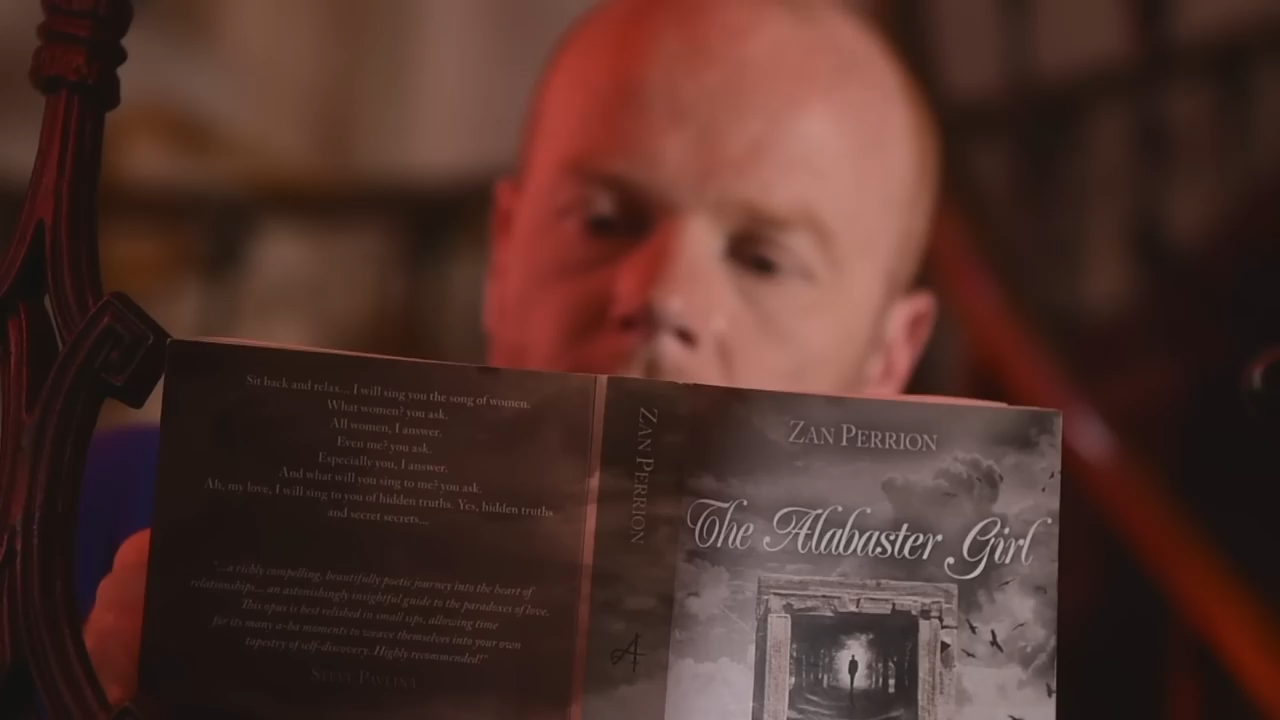 Sit back and relax... I will sing you the song of women.
What women? you ask.
All women, I answer.
Even me? you ask.
Especially you, I answer.
And what will you sing to me? you ask.
Ah, my love, I will sing to you of hidden truths. Yes, hidden truths
and secret secrets....
"...a richly compelling, beautifully poetic journey into the heart of
relationships... an astonishingly insightful guide to the paradoxes of love.
This opus is best relished in small sips, allowing time
for its many a-ha moments to weave themselves into your own
tapestry of self-discovery. Highly recommended!"
STEVE PAVLINA
ZAN PERRION
A
ZAN PERRION
The Alabaster Girl